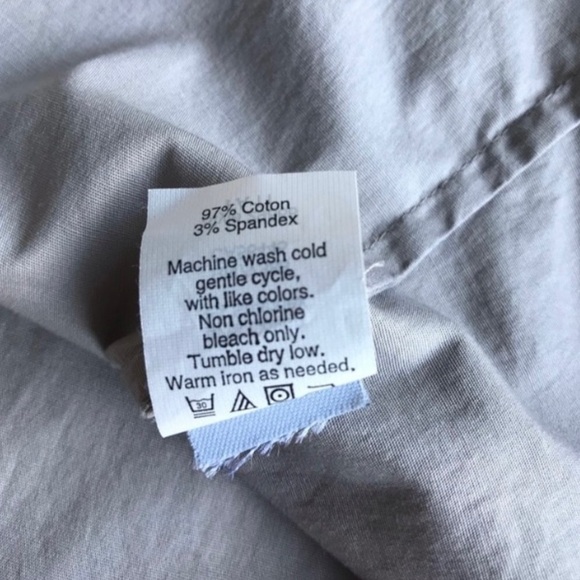 97% Coton
3% Spandex
Machine wash cold
gentle cycle,
with like colors.
Non chlorine
bleach only.
Tumble dry low.
Warm iron as needed.
30